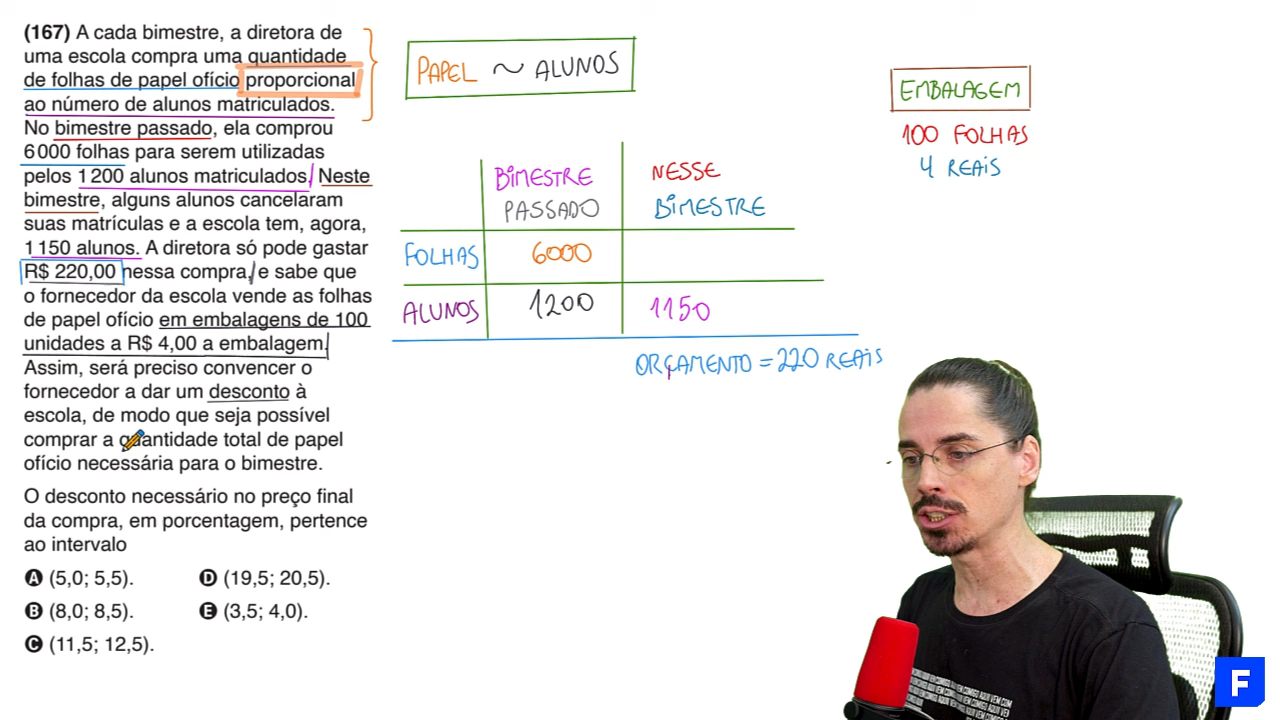 (167) A cada bimestre, a diretora de
uma escola compra uma quantidade
de folhas de papel ofício proporcional
ao número de alunos matriculados.
No bimestre passado, ela comprou
6 000 folhas para serem utilizadas
pelos 1 200 alunos matriculados. Neste
bimestre, alguns alunos cancelaram
suas matrículas e a escola tem, agora,
1 150 alunos. A diretora só pode gastar
R$ 220,00 nessa compra, e sabe que
o fornecedor da escola vende as folhas
de papel ofício em embalagens de 100
unidades a R$ 4,00 a embalagem.
Assim, será preciso convencer o
fornecedor a dar um desconto à
escola, de modo que seja possível
comprar a quantidade total de papel
ofício necessária para o bimestre.
O desconto necessário no preço final
da compra, em porcentagem, pertence
ao intervalo
A (5,0; 5,5).
B (8,0; 8,5).
C (11,5; 12,5).
D (19,5; 20,5).
E (3,5; 4,0).
PAPEL ~ ALUNOS
BIMESTRE
PASSADO
NESSE
BIMESTRE
FOLHAS 6000
ALUNOS 1200 1150
ORÇAMENTO = 220 REAIS
EMBALAGEM
100 FOLHAS
4 REAIS
F